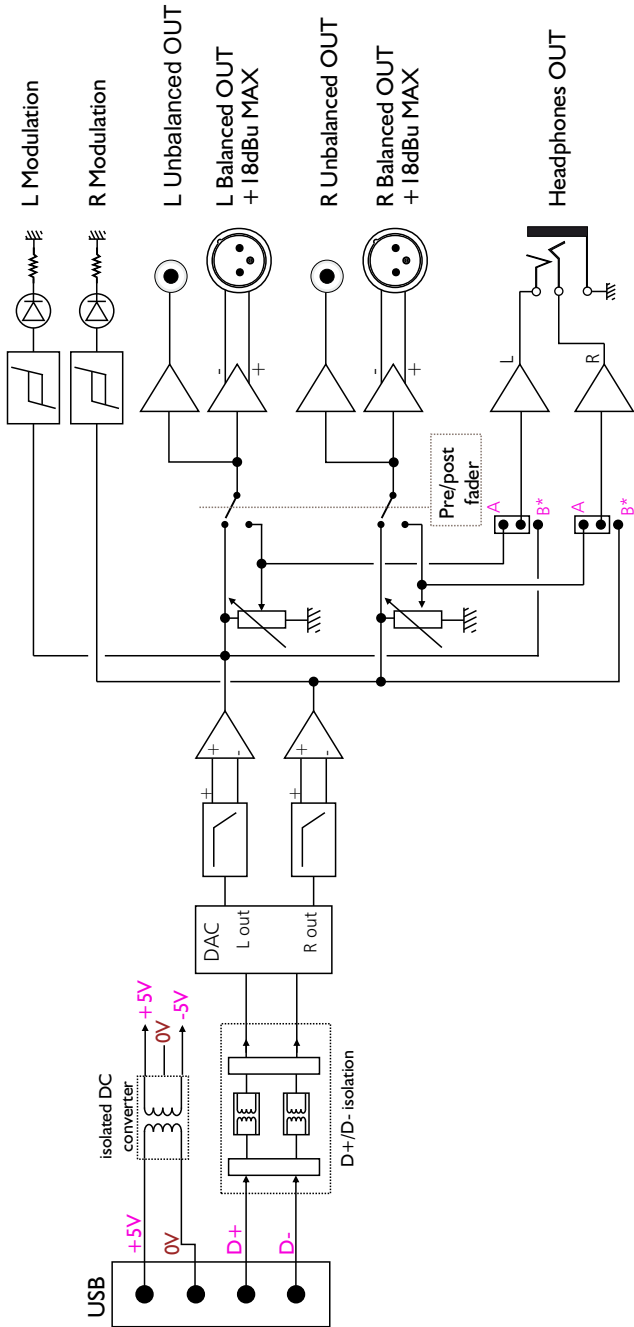 L Modulation
R Modulation
L Unbalanced OUT
L Balanced OUT
+18dBu MAX
R Unbalanced OUT
R Balanced OUT
+18dBu MAX
Headphones OUT
-
+
-
+
L
R
Pre/post
fader
A
B*
A
B*
+
-
+
-
+
+
DAC
L out
R out
+5V
0V
-5V
isolated DC
converter
D+/D- isolation
+5V
0V
D+
D-
USB